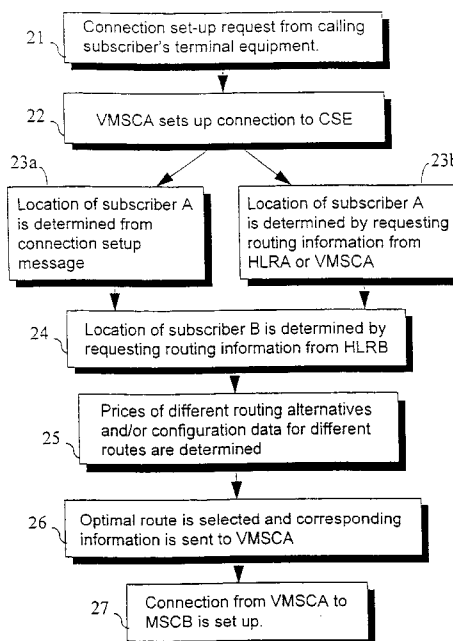 21
Connection set-up request from calling
subscriber's terminal equipment.
22
VMSCA sets up connection to CSE
23a
23b
Location of subscriber A
is determined from
connection setup
message
Location of subscriber A
is determined by requesting
routing information from
HLRA or VMSCA
24
Location of subscriber B is determined by
requesting routing information from HLRB
25
Prices of different routing alternatives
and/or configuration data for different
routes are determined
26
Optimal route is selected and corresponding
information is sent to VMSCA
27
Connection from VMSCA to
MSCB is set up.